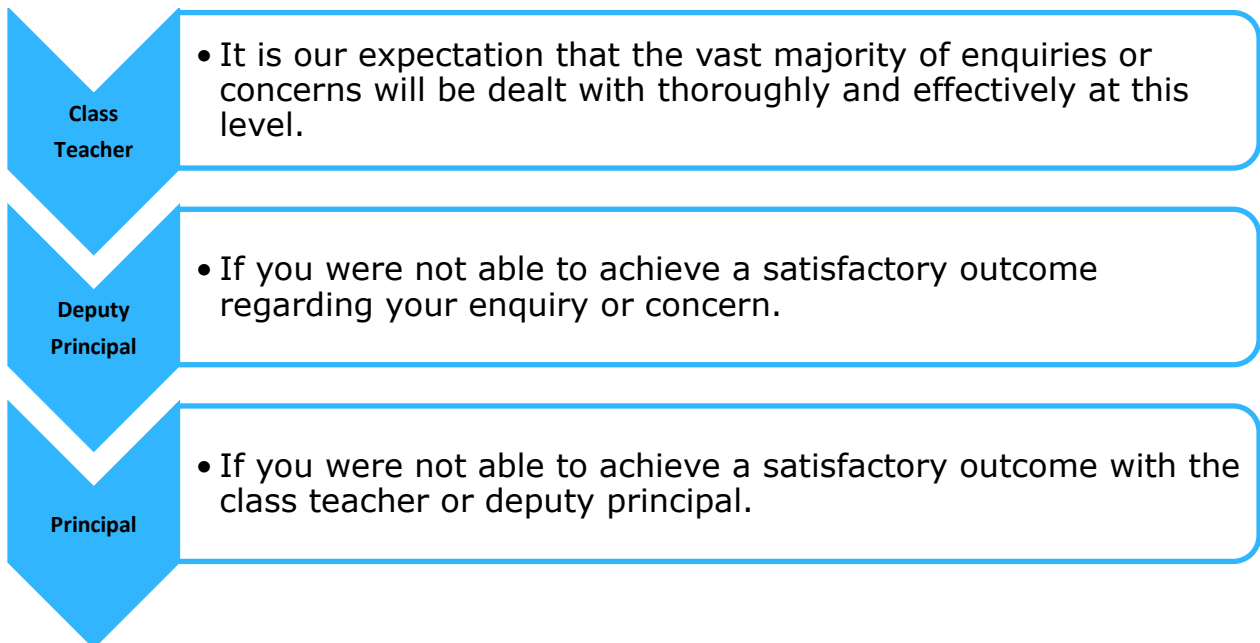 Class
Teacher
• It is our expectation that the vast majority of enquiries or
concerns will be dealt with thoroughly and effectively at this
level.
Deputy
Principal
• If you were not able to achieve a satisfactory outcome
regarding your enquiry or concern.
Principal
• If you were not able to achieve a satisfactory outcome with the
class teacher or deputy principal.